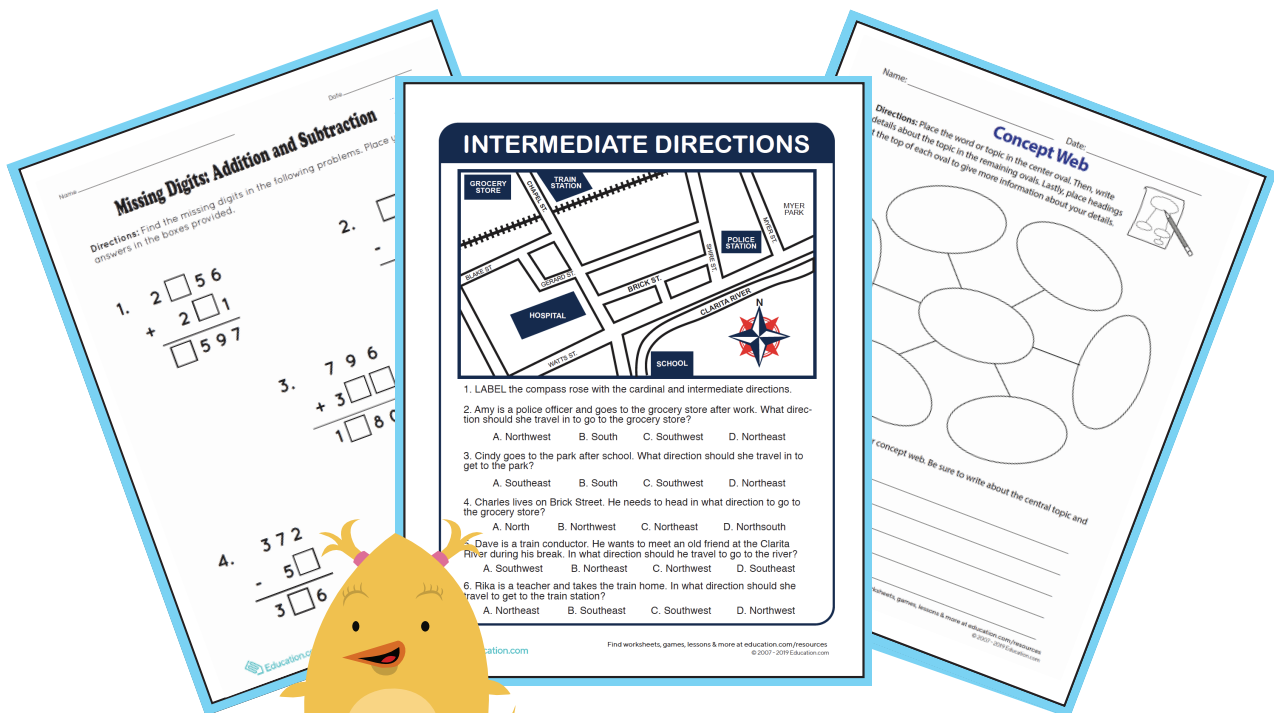 Date
Name
Missing Digits: Addition and Subtraction
Directions: Find the missing digits in the following problems. Place
answers in the boxes provided.
1.
2 □ 5 6
+ 2 □ 1
□ 5 9 7
2.
-
3.
7 9 6
+ 3 □ □
1 □ 8
4.
3 7 2
- 5 □
3 □ 6
INTERMEDIATE DIRECTIONS
GROCERY
STORE
TRAIN
STATION
CHAPEL ST.
MYER
PARK
MYER ST.
POLICE
STATION
SHIRE ST.
BLAKE ST.
GERARD ST.
BRICK ST.
CLARITA RIVER
HOSPITAL
N
WATTS ST.
SCHOOL
1. LABEL the compass rose with the cardinal and intermediate directions.
2. Amy is a police officer and goes to the grocery store after work. What direc-
tion should she travel in to go to the grocery store?
A. Northwest B. South C. Southwest D. Northeast
3. Cindy goes to the park after school. What direction should she travel in to
get to the park?
A. Southeast B. South C. Southwest D. Northeast
4. Charles lives on Brick Street. He needs to head in what direction to go to
the grocery store?
A. North B. Northwest C. Northeast D. Northsouth
5. Dave is a train conductor. He wants to meet an old friend at the Clarita
River during his break. In what direction should he travel to go to the river?
A. Southwest B. Northeast C. Northwest D. Southeast
6. Rika is a teacher and takes the train home. In what direction should she
travel to get to the train station?
A. Northeast B. Southeast C. Southwest D. Northwest
Find worksheets, games, lessons & more at education.com/resources
© 2007 - 2019 Education.com
cation.com
Education.c
Name:
Date:
Concept Web
Directions: Place the word or topic in the center oval. Then, write
details about the topic in the remaining ovals. Lastly, place headings
the top of each oval to give more information about your details.
concept web. Be sure to write about the central topic and
games, lessons & more at education.com/resources
© 2007 - 2019 Education.com